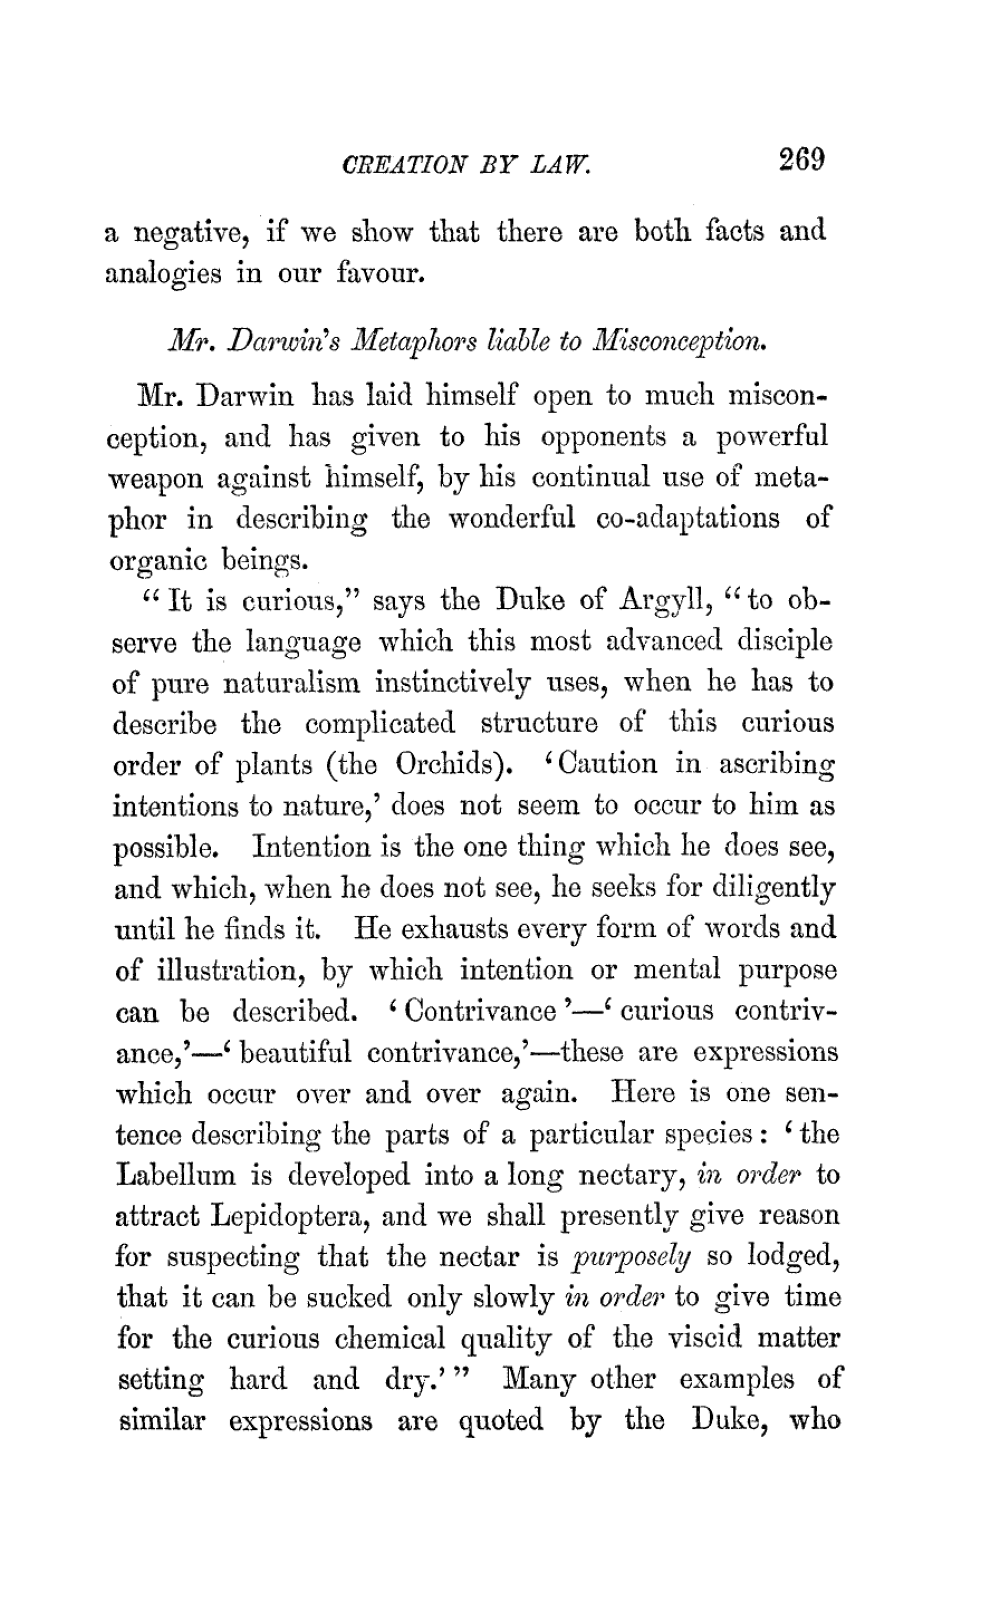 CREATION BY LAW. 269
a negative, if we show that there are both facts and
analogies in our favour.
Mr. Darwin's Metaphors liable to Misconception.
Mr. Darwin has laid himself open to much miscon-
ception, and has given to his opponents a powerful
weapon against himself, by his continual use of meta-
phor in describing the wonderful co-adaptations of
organic beings.
“It is curious,” says the Duke of Argyll, “to ob-
serve the language which this most advanced disciple
of pure naturalism instinctively uses, when he has to
describe the complicated structure of this curious
order of plants (the Orchids). ‘Caution in ascribing
intentions to nature,’ does not seem to occur to him as
possible. Intention is the one thing which he does see,
and which, when he does not see, he seeks for diligently
until he finds it. He exhausts every form of words and
of illustration, by which intention or mental purpose
can be described. ‘Contrivance’—‘curious contriv-
ance,’—‘beautiful contrivance,’—these are expressions
which occur over and over again. Here is one sen-
tence describing the parts of a particular species: ‘the
Labellum is developed into a long nectary, in order to
attract Lepidoptera, and we shall presently give reason
for suspecting that the nectar is purposely so lodged,
that it can be sucked only slowly in order to give time
for the curious chemical quality of the viscid matter
setting hard and dry.’” Many other examples of
similar expressions are quoted by the Duke, who